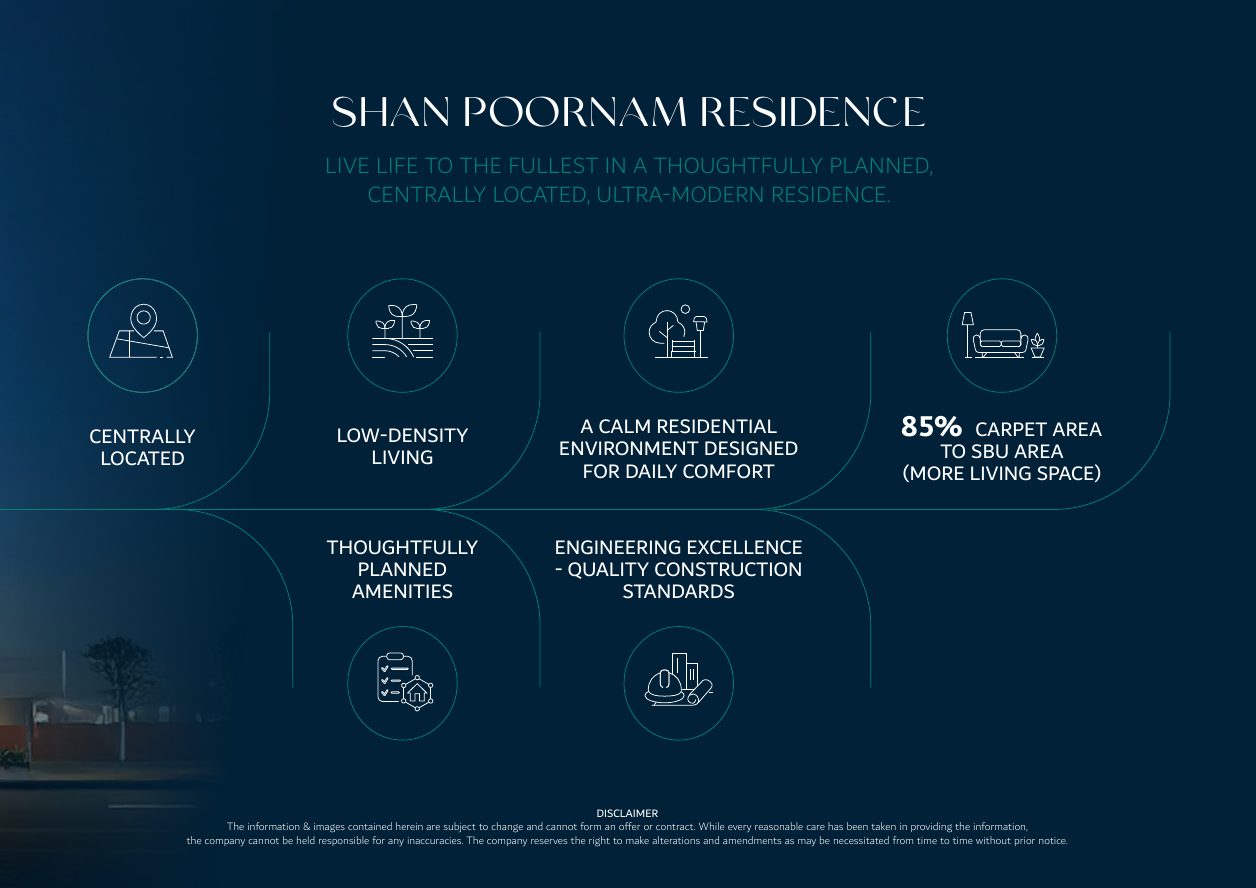 SHAN POORNAM RESIDENCE
LIVE LIFE TO THE FULLEST IN A THOUGHTFULLY PLANNED,
CENTRALLY LOCATED, ULTRA-MODERN RESIDENCE.
CENTRALLY
LOCATED
LOW-DENSITY
LIVING
A CALM RESIDENTIAL
ENVIRONMENT DESIGNED
FOR DAILY COMFORT
85% CARPET AREA
TO SBU AREA
(MORE LIVING SPACE)
THOUGHTFULLY
PLANNED
AMENITIES
ENGINEERING EXCELLENCE
- QUALITY CONSTRUCTION
STANDARDS
DISCLAIMER
The information & images contained herein are subject to change and cannot form an offer or contract. While every reasonable care has been taken in providing the information,
the company cannot be held responsible for any inaccuracies. The company reserves the right to make alterations and amendments as may be necessitated from time to time without prior notice.